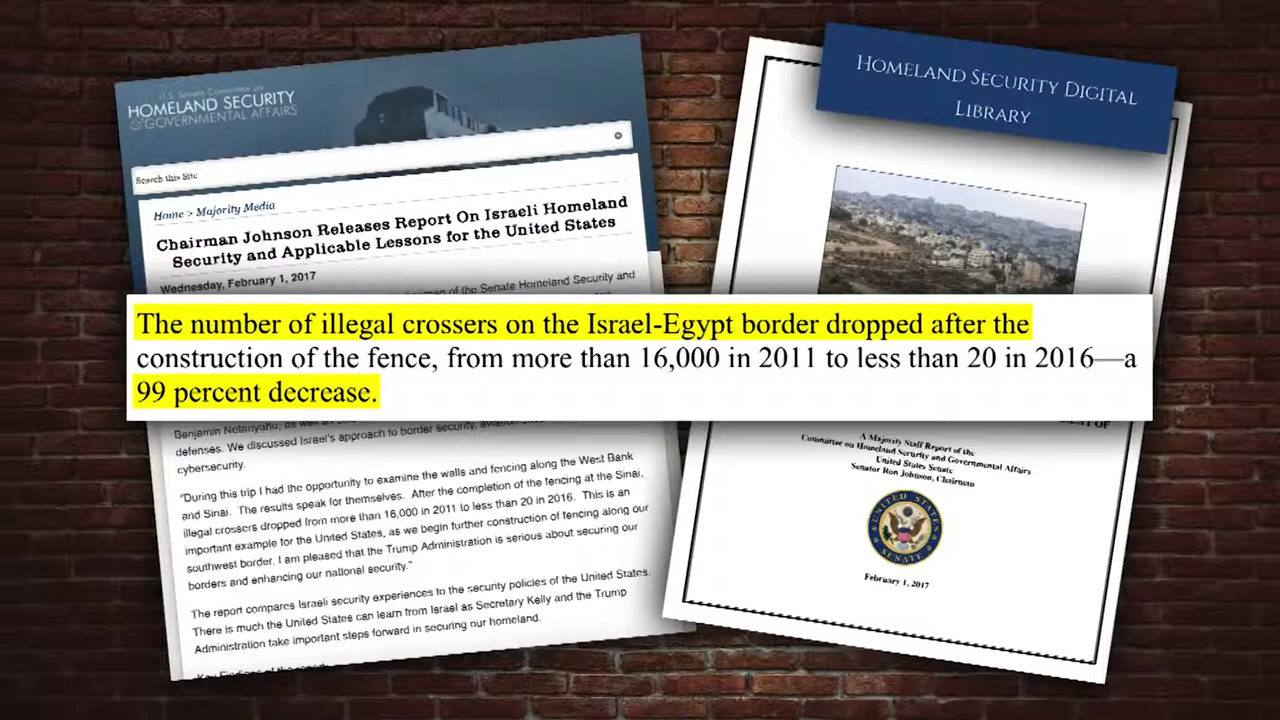 U.S. Senate Committee on
HOMELAND SECURITY
& GOVERNMENTAL AFFAIRS
Search this Site
Home > Majority Media
Chairman Johnson Releases Report On Israeli Homeland
Security and Applicable Lessons for the United States
Wednesday, February 1, 2017
of the Senate Homeland Security and
HOMELAND SECURITY DIGITAL
LIBRARY
The number of illegal crossers on the Israel-Egypt border dropped after the
construction of the fence, from more than 16,000 in 2011 to less than 20 in 2016—a
99 percent decrease.
Benjamin Netanyahu, as well as
defenses. We discussed Israel's approach to border security, aviation
cybersecurity.
"During this trip I had the opportunity to examine the walls and fencing along the West Bank
and Sinai. The results speak for themselves. After the completion of the fencing at the Sinai,
illegal crossers dropped from more than 16,000 in 2011 to less than 20 in 2016. This is an
important example for the United States, as we begin further construction of fencing along our
southwest border. I am pleased that the Trump Administration is serious about securing our
borders and enhancing our national security."
The report compares Israeli security experiences to the security policies of the United States.
There is much the United States can learn from Israel as Secretary Kelly and the Trump
Administration take important steps forward in securing our homeland.
OF
A Majority Staff Report of the
Committee on Homeland Security and Governmental Affairs
United States Senate
Senator Ron Johnson, Chairman
UNITED STATES
SENATE
February 1, 2017